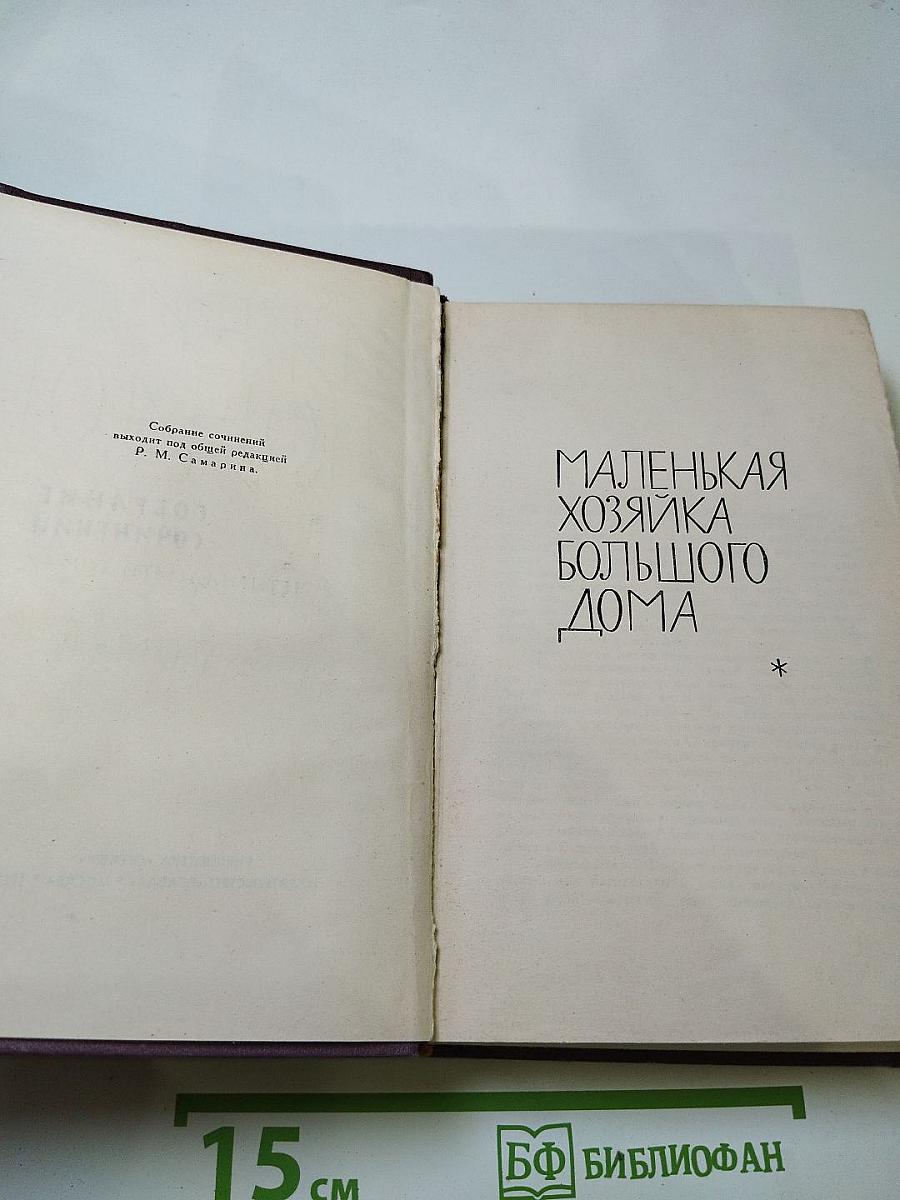 Собрание сочинений
выходит под общей редакцией
Р. М. Самарина.
МАЛЕНЬКАЯ
ХОЗЯЙКА
БОЛЬШОГО
ДОМА
*
15 см
БФ БИБЛИОФАН